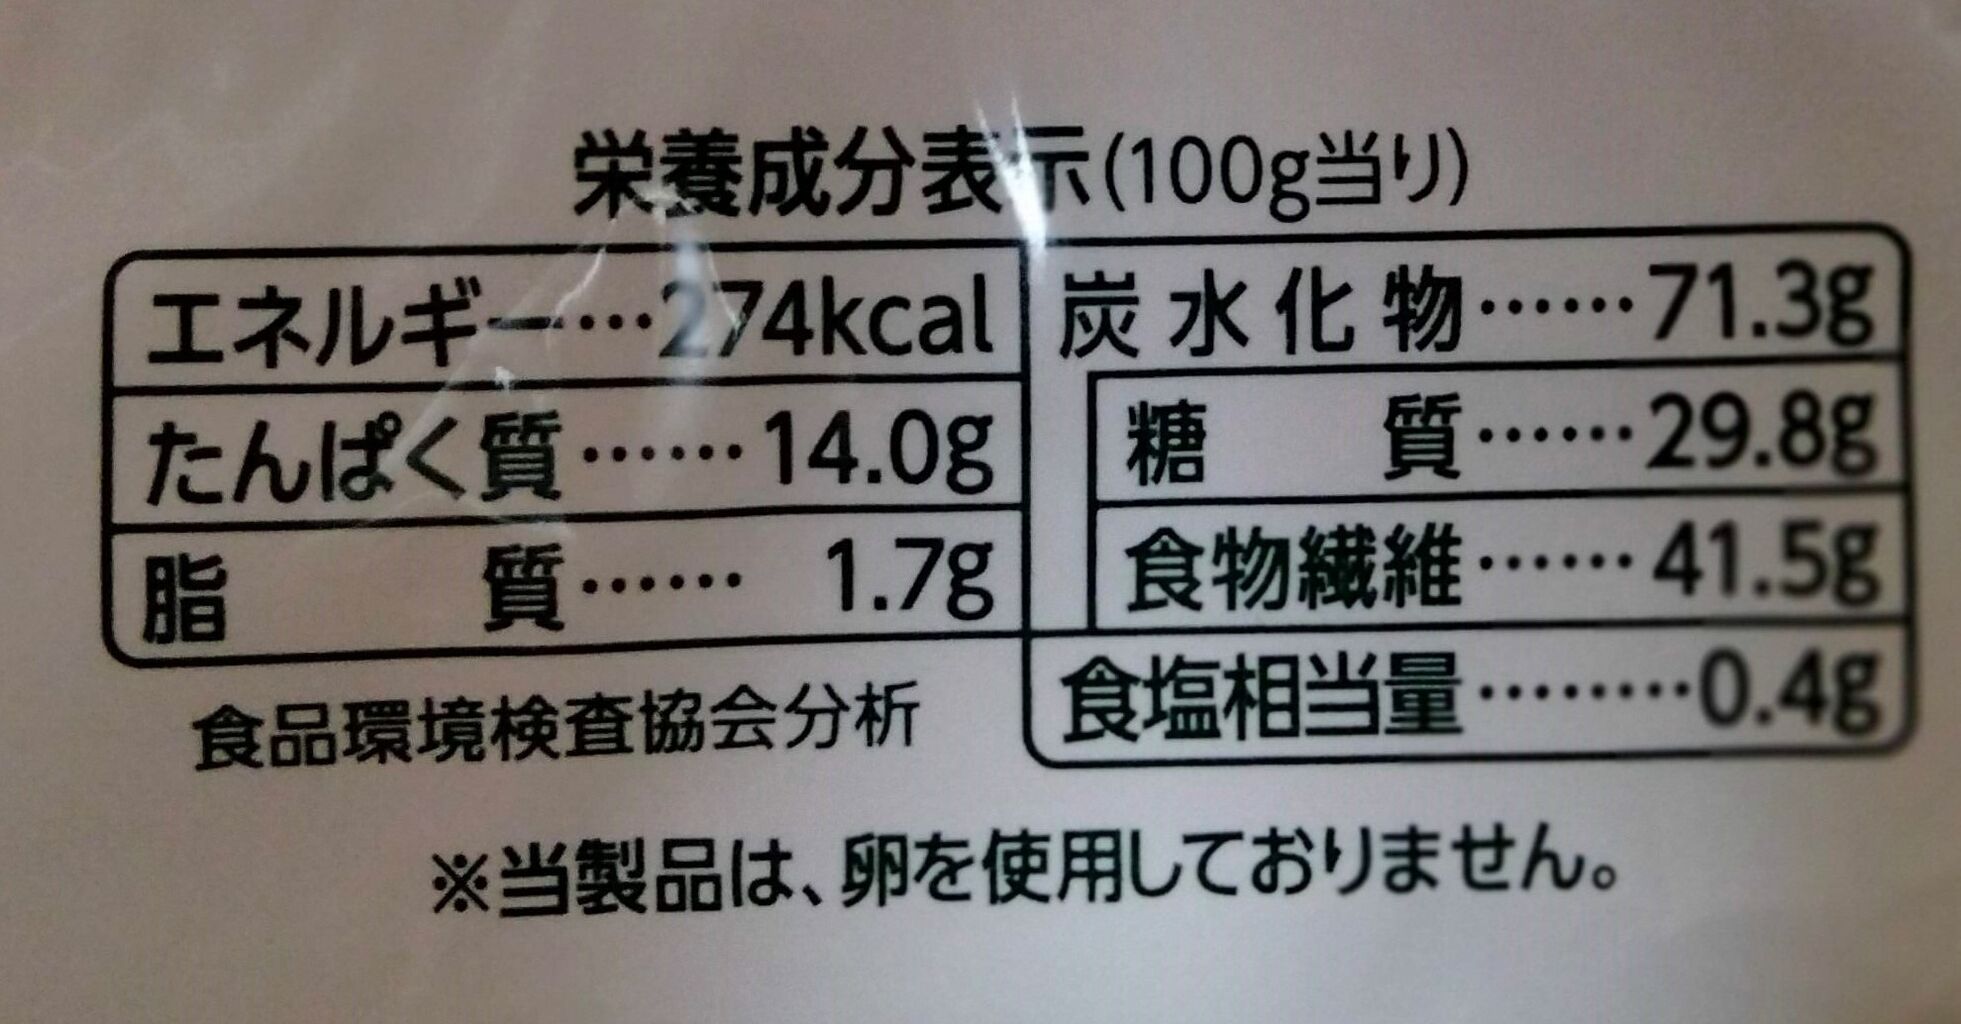 栄養成分表示(100g当り)
エネルギー…274kcal
たんぱく質……14.0g
脂質…… 1.7g
炭水化物……71.3g
糖質……29.8g
食物繊維……41.5g
食塩相当量………0.4g
食品環境検査協会分析
※当製品は、卵を使用しておりません。